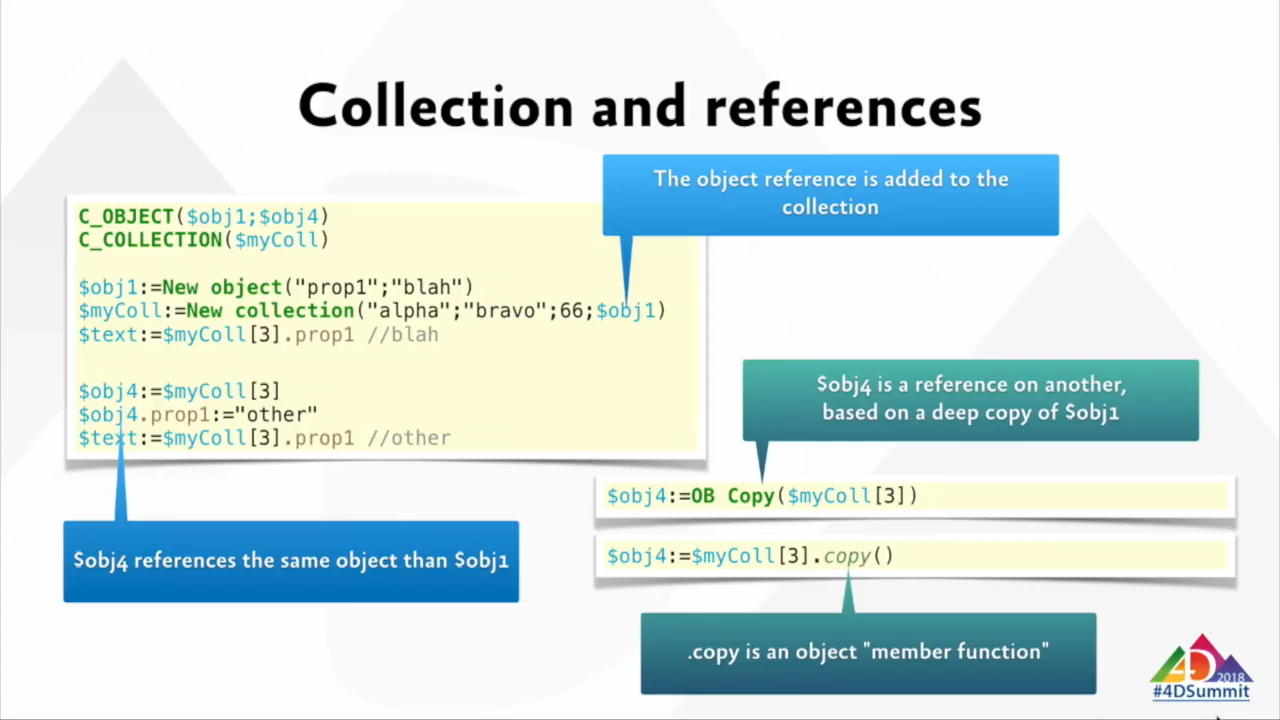 Collection and references
The object reference is added to the
collection
C_OBJECT($obj1;$obj4)
C_COLLECTION($myColl)
$obj1:=New object("prop1";"blah")
$myColl:=New collection("alpha";"bravo";66;$obj1)
$text:=$myColl[3].prop1 //blah
$obj4:=$myColl[3]
$obj4.prop1:="other"
$text:=$myColl[3].prop1 //other
$obj4 references the same object than $obj1
$obj4 is a reference on another,
based on a deep copy of $obj1
$obj4:=OB Copy($myColl[3])
$obj4:=$myColl[3].copy()
.copy is an object "member function"
4D 2018
#4DSummit